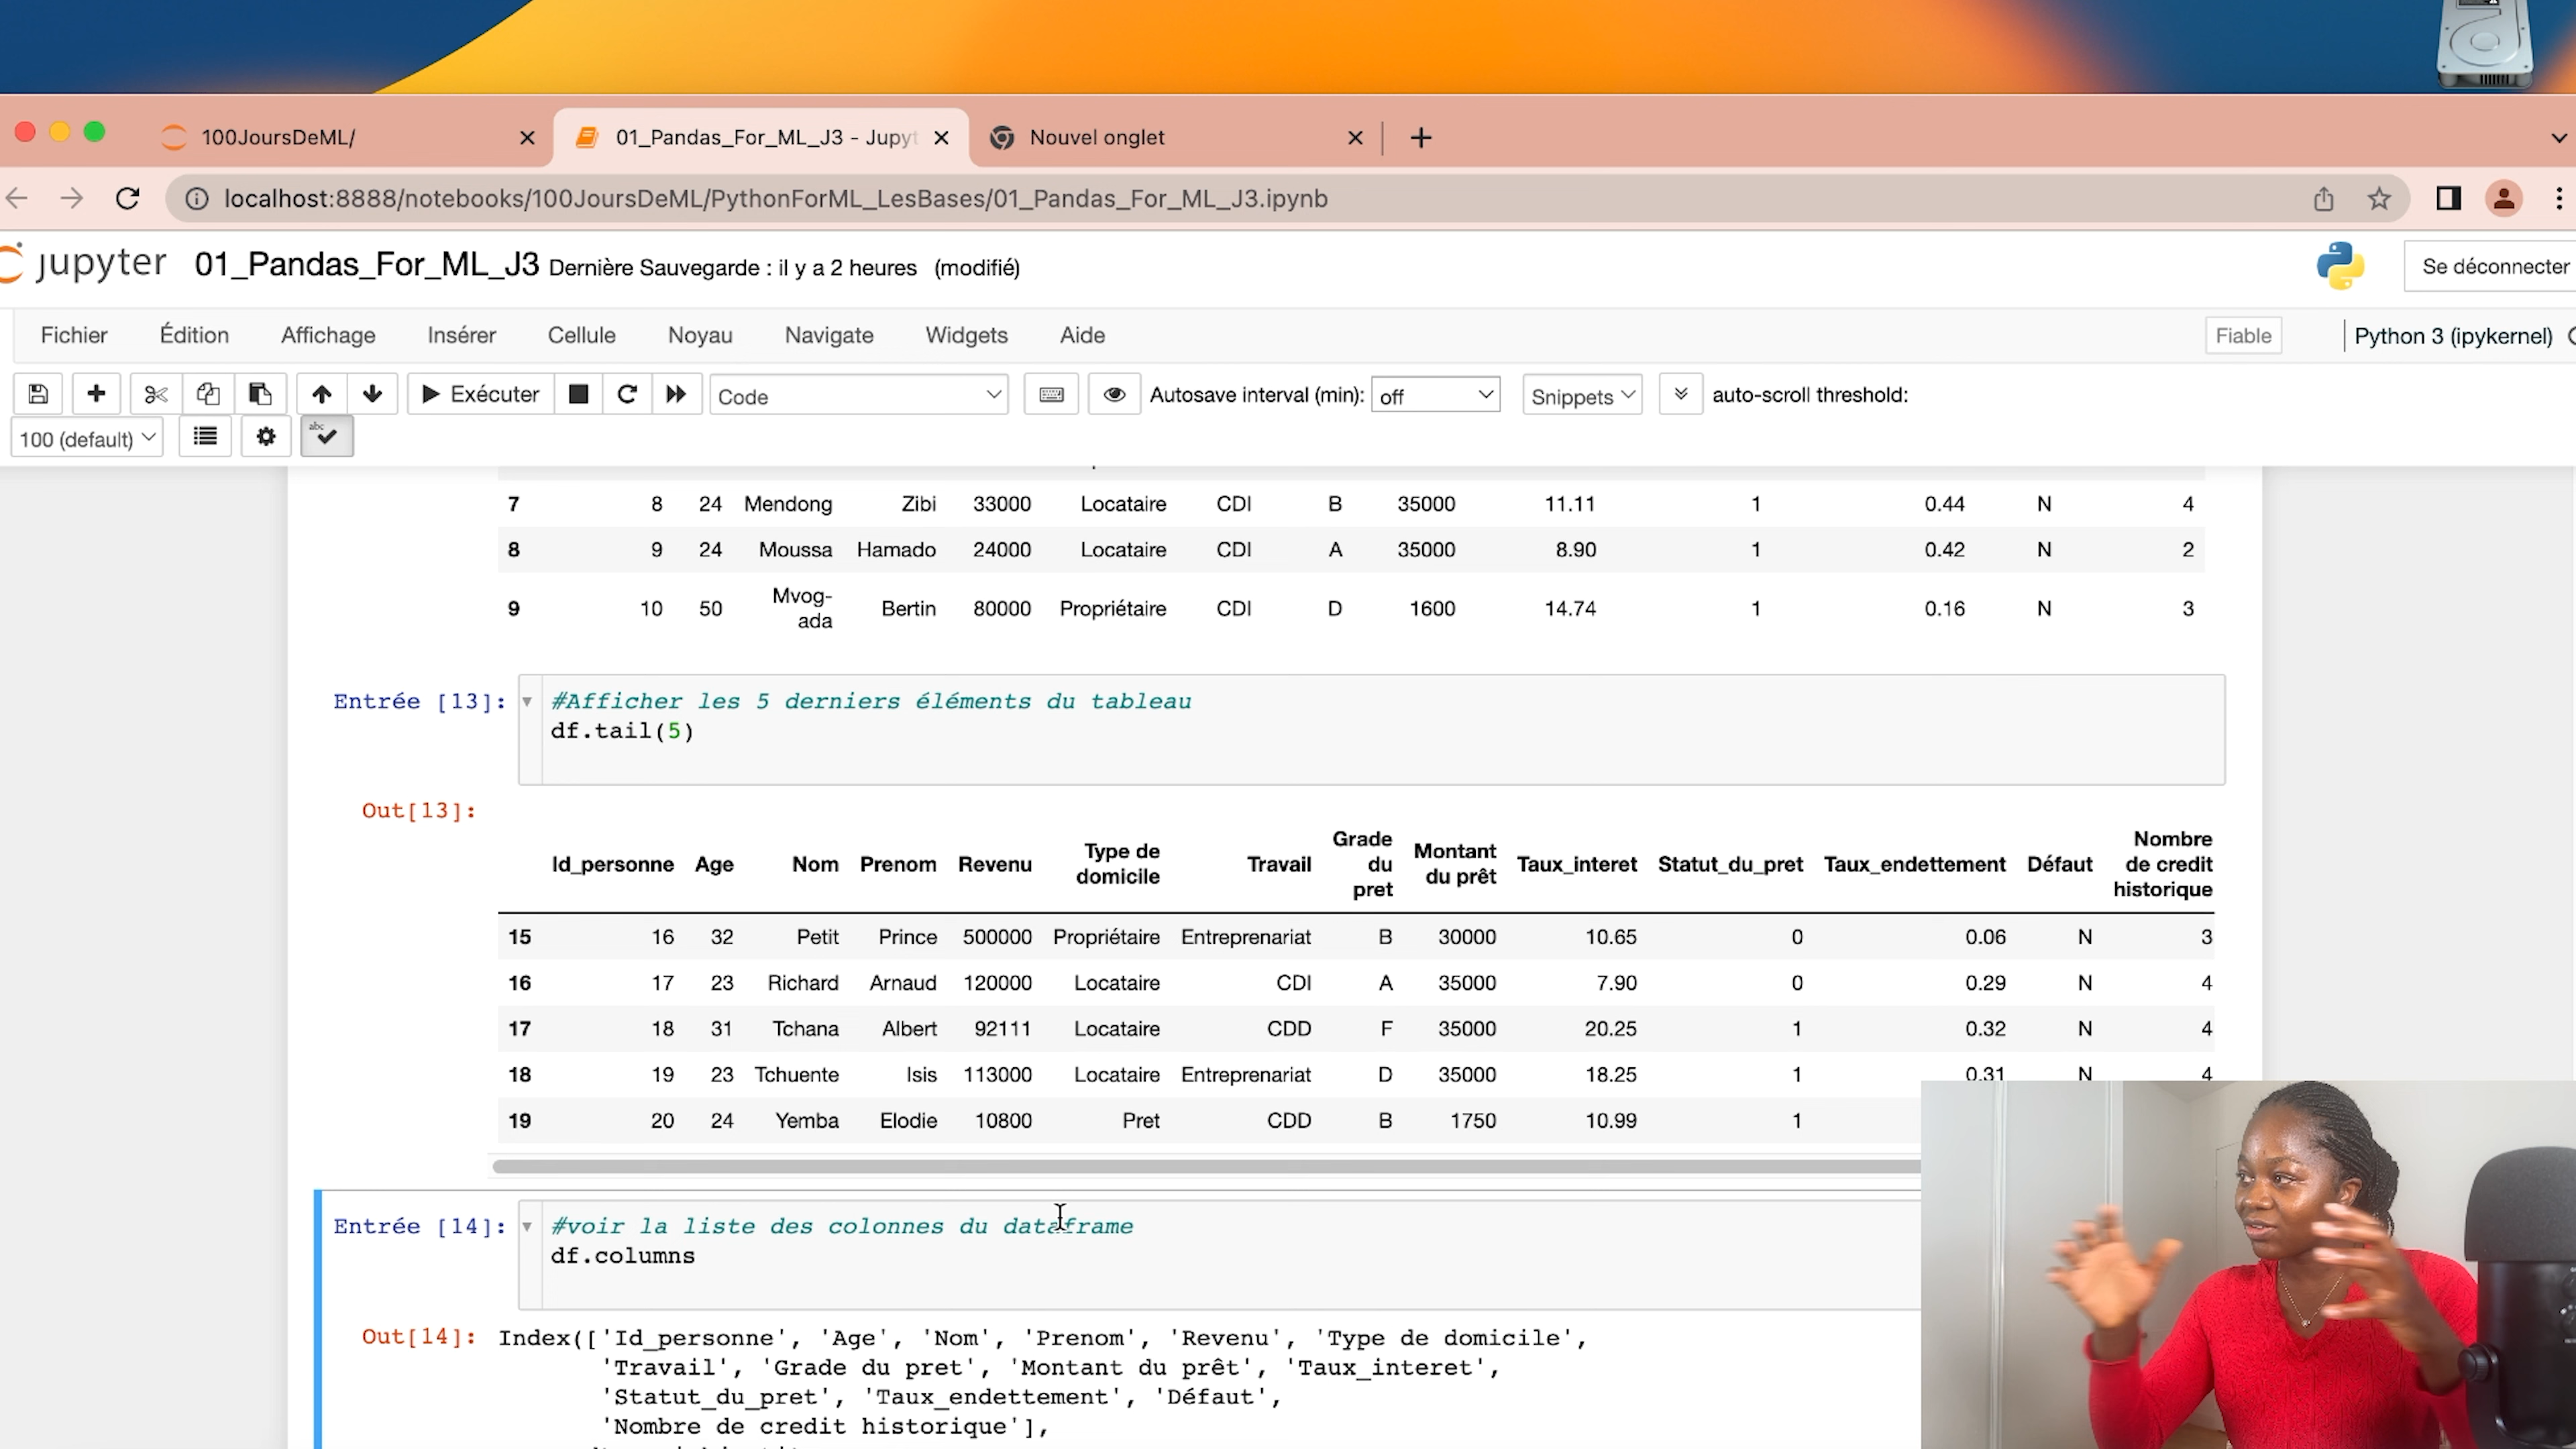 100JoursDeML/
01_Pandas_For_ML_J3 - Jupyt
Nouvel onglet
localhost:8888/notebooks/100JoursDeML/PythonForML_LesBases/01_Pandas_For_ML_J3.ipynb
jupyter 01_Pandas_For_ML_J3 Dernière Sauvegarde : il y a 2 heures (modifié)
Se déconnecter
Fichier Édition Affichage Insérer Cellule Noyau Navigate Widgets Aide
Fiable Python 3 (ipykernel)
Exécuter Code Autosave interval (min): off Snippets auto-scroll threshold:
100 (default) abc
7 8 24 Mendong Zibi 33000 Locataire CDI B 35000 11.11 1 0.44 N 4
8 9 24 Moussa Hamado 24000 Locataire CDI A 35000 8.90 1 0.42 N 2
9 10 50 Mvog-ada Bertin 80000 Propriétaire CDI D 1600 14.74 1 0.16 N 3
Entrée [13]: #Afficher les 5 derniers éléments du tableau
df.tail(5)
Out[13]:
Id_personne Age Nom Prenom Revenu Type de domicile Travail Grade du pret Montant du prêt Taux_interet Statut_du_pret Taux_endettement Défaut Nombre de credit historique
15 16 32 Petit Prince 500000 Propriétaire Entreprenariat B 30000 10.65 0 0.06 N 3
16 17 23 Richard Arnaud 120000 Locataire CDI A 35000 7.90 0 0.29 N 4
17 18 31 Tchana Albert 92111 Locataire CDD F 35000 20.25 1 0.32 N 4
18 19 23 Tchuente Isis 113000 Locataire Entreprenariat D 35000 18.25 1 0.31 N 4
19 20 24 Yemba Elodie 10800 Pret CDD B 1750 10.99 1
Entrée [14]: #voir la liste des colonnes du dataframe
df.columns
Out[14]: Index(['Id_personne', 'Age', 'Nom', 'Prenom', 'Revenu', 'Type de domicile',
'Travail', 'Grade du pret', 'Montant du prêt', 'Taux_interet',
'Statut_du_pret', 'Taux_endettement', 'Défaut',
'Nombre de credit historique'],